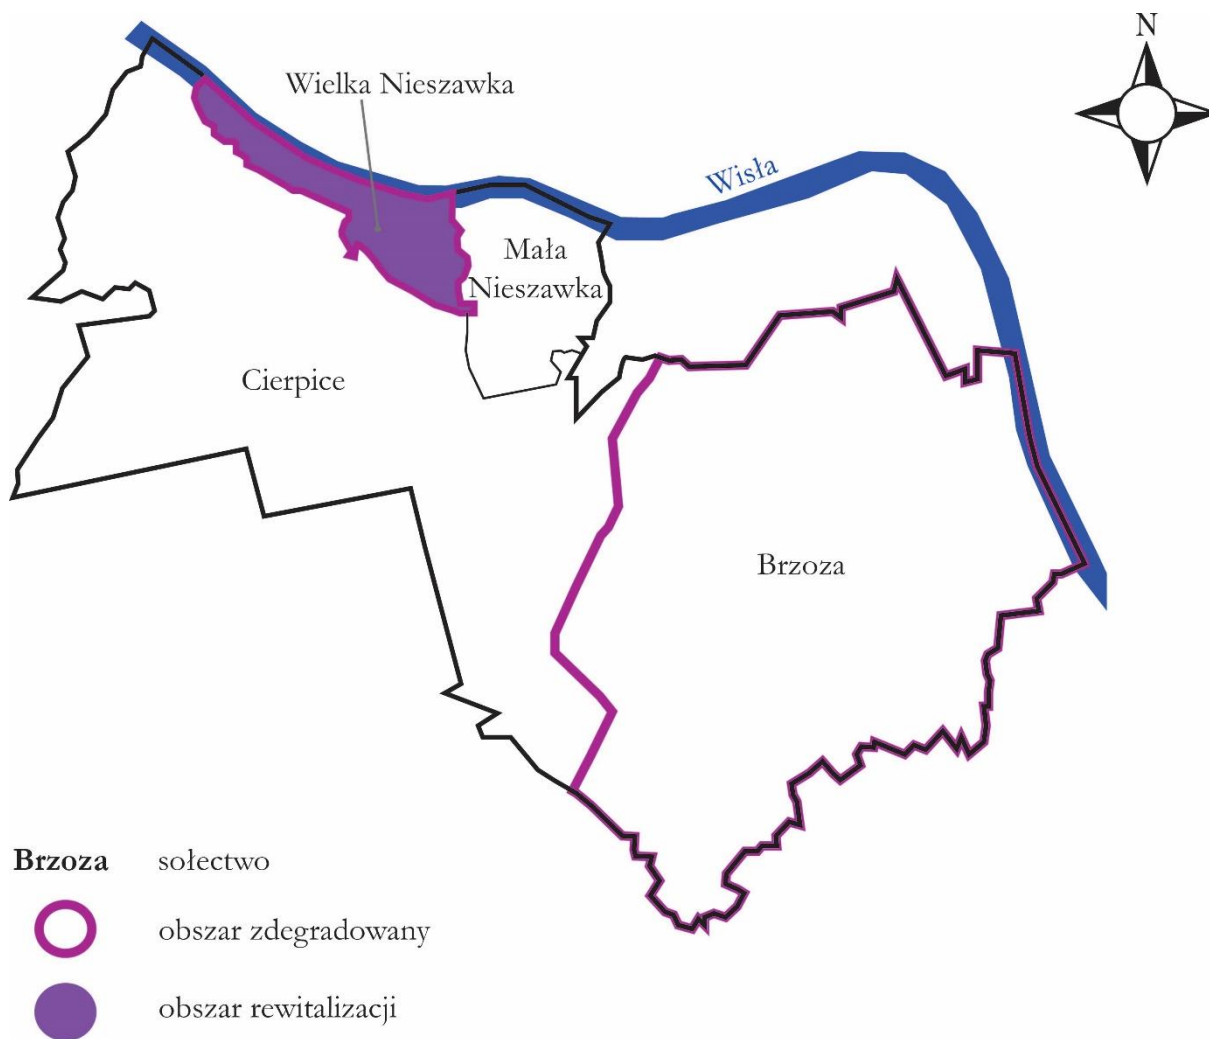 N
Wielka Nieszawka
Wisła
Mała
Nieszawka
Cierpice
Brzoza
Brzoza sołectwo
obszar zdegradowany
obszar rewitalizacji